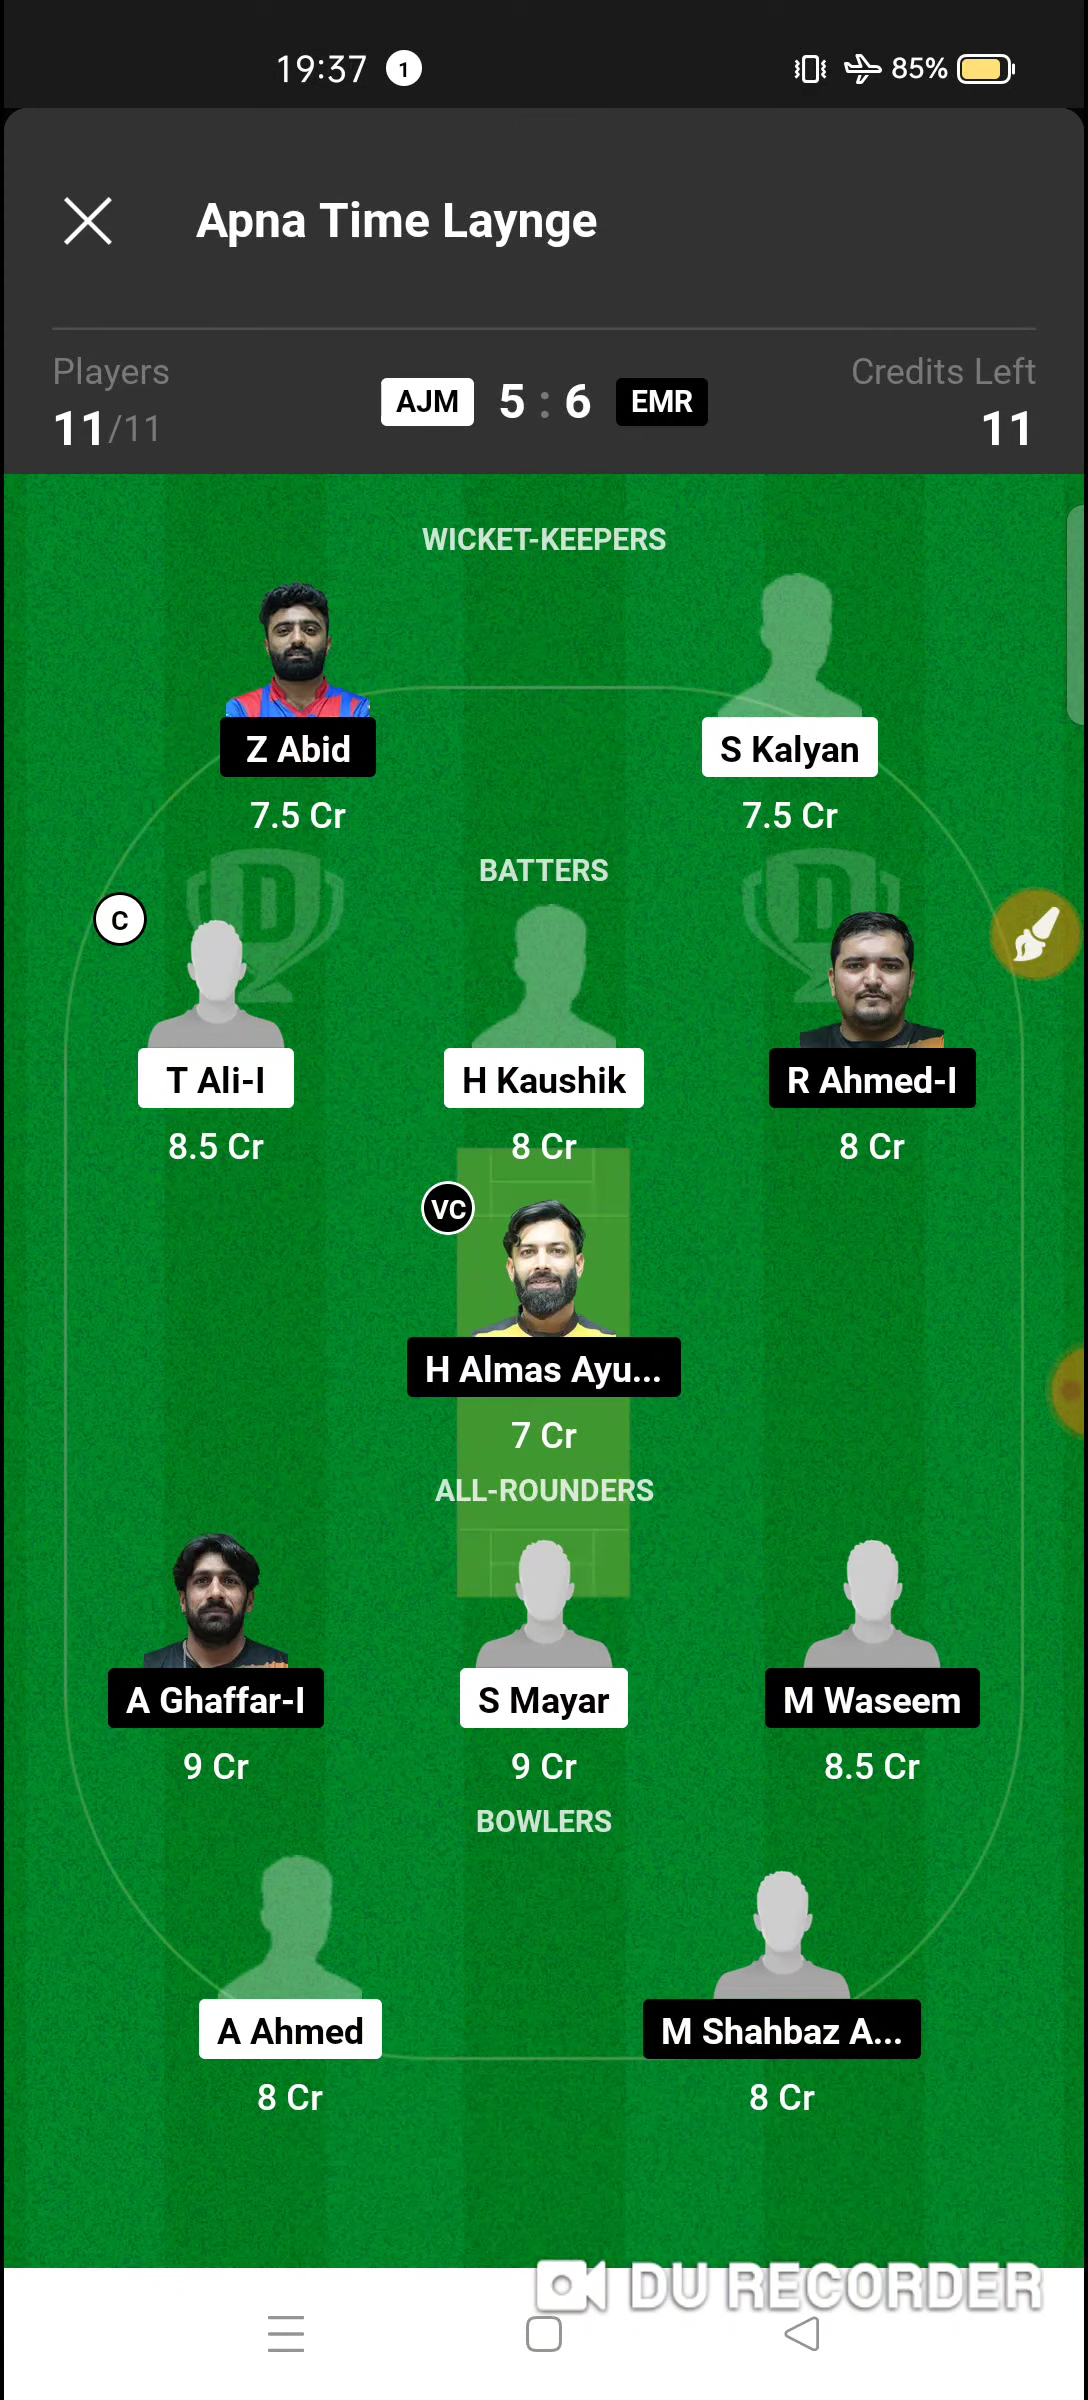 19:37 1 85%
Apna Time Laynge
Players Credits Left
11/11 AJM 5 : 6 EMR 11
WICKET-KEEPERS
Z Abid S Kalyan
7.5 Cr 7.5 Cr
BATTERS
C
T Ali-I H Kaushik R Ahmed-I
8.5 Cr 8 Cr 8 Cr
VC
H Almas Ayu...
7 Cr
ALL-ROUNDERS
A Ghaffar-I S Mayar M Waseem
9 Cr 9 Cr 8.5 Cr
BOWLERS
A Ahmed M Shahbaz A...
8 Cr 8 Cr
DU RECORDER